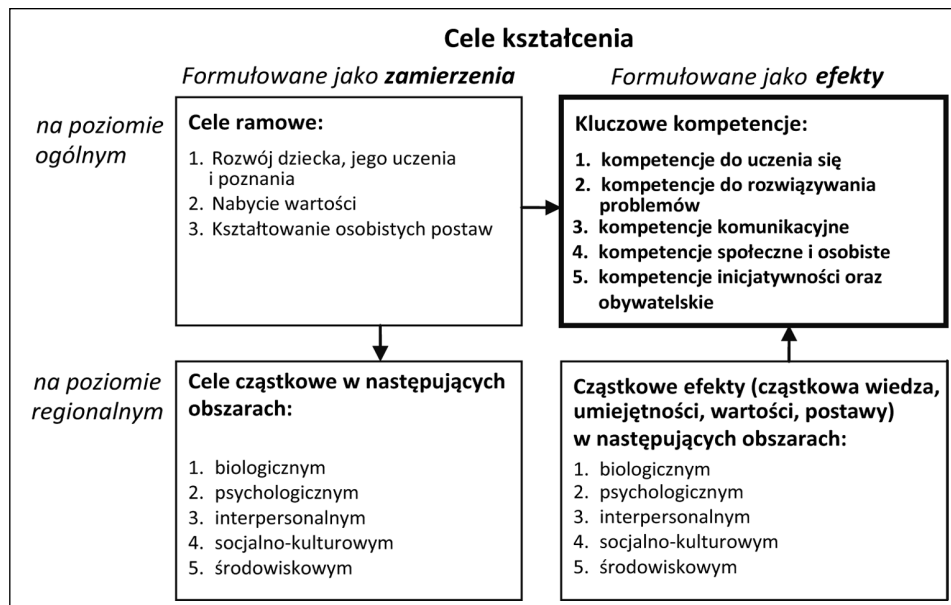 Cele kształcenia
Formułowane jako zamierzenia
Formułowane jako efekty
na poziomie
ogólnym
Cele ramowe:
1. Rozwój dziecka, jego uczenia
i poznania
2. Nabycie wartości
3. Kształtowanie osobistych postaw
Kluczowe kompetencje:
1. kompetencje do uczenia się
2. kompetencje do rozwiązywania
problemów
3. kompetencje komunikacyjne
4. kompetencje społeczne i osobiste
5. kompetencje inicjatywności oraz
obywatelskie
na poziomie
regionalnym
Cele cząstkowe w następujących
obszarach:
1. biologicznym
2. psychologicznym
3. interpersonalnym
4. socjalno-kulturowym
5. środowiskowym
Cząstkowe efekty (cząstkowa wiedza,
umiejętności, wartości, postawy)
w następujących obszarach:
1. biologicznym
2. psychologicznym
3. interpersonalnym
4. socjalno-kulturowym
5. środowiskowym